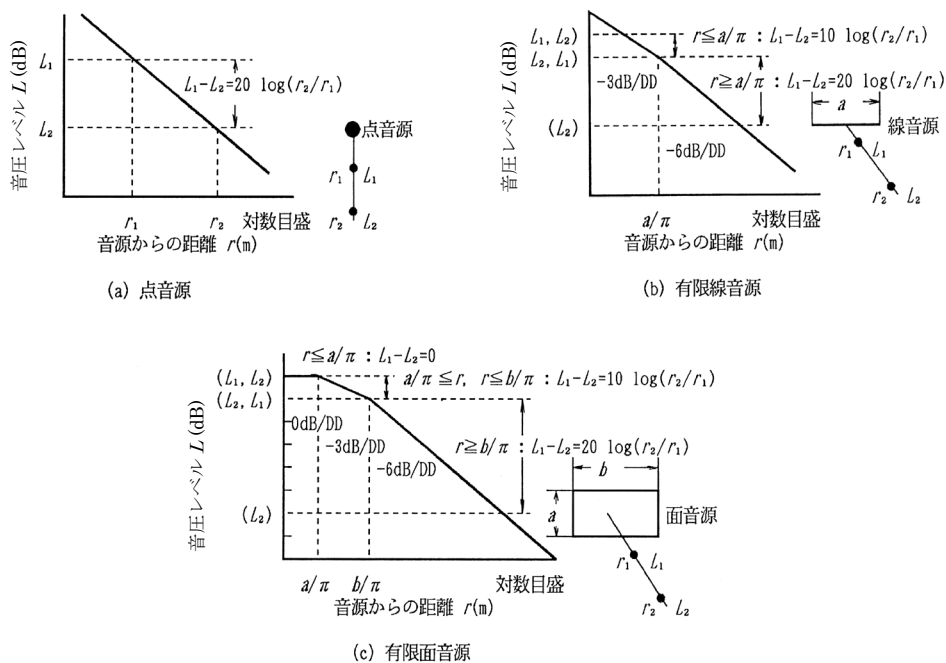 音圧レベル L (dB)
L₁
L₂
L₁-L₂=20 log(r₂/r₁)
点音源
r₁ L₁
r₂ L₂
r₁ r₂ 対数目盛
音源からの距離 r(m)
(a) 点音源
音圧レベル L (dB)
L₁, L₂)
L₂, L₁)
(L₂)
r≦a/π : L₁-L₂=10 log(r₂/r₁)
-3dB/DD
r≧a/π : L₁-L₂=20 log(r₂/r₁)
-6dB/DD
a
線音源
r₁ L₁
r₂ L₂
a/π 対数目盛
音源からの距離 r(m)
(b) 有限線音源
音圧レベル L (dB)
r≦a/π : L₁-L₂=0
(L₁, L₂)
a/π≦r, r≦b/π : L₁-L₂=10 log(r₂/r₁)
(L₂, L₁)
0dB/DD
-3dB/DD
-6dB/DD
r≧b/π : L₁-L₂=20 log(r₂/r₁)
(L₂)
b
a
面音源
r₁ L₁
r₂ L₂
a/π b/π 対数目盛
音源からの距離 r(m)
(c) 有限面音源